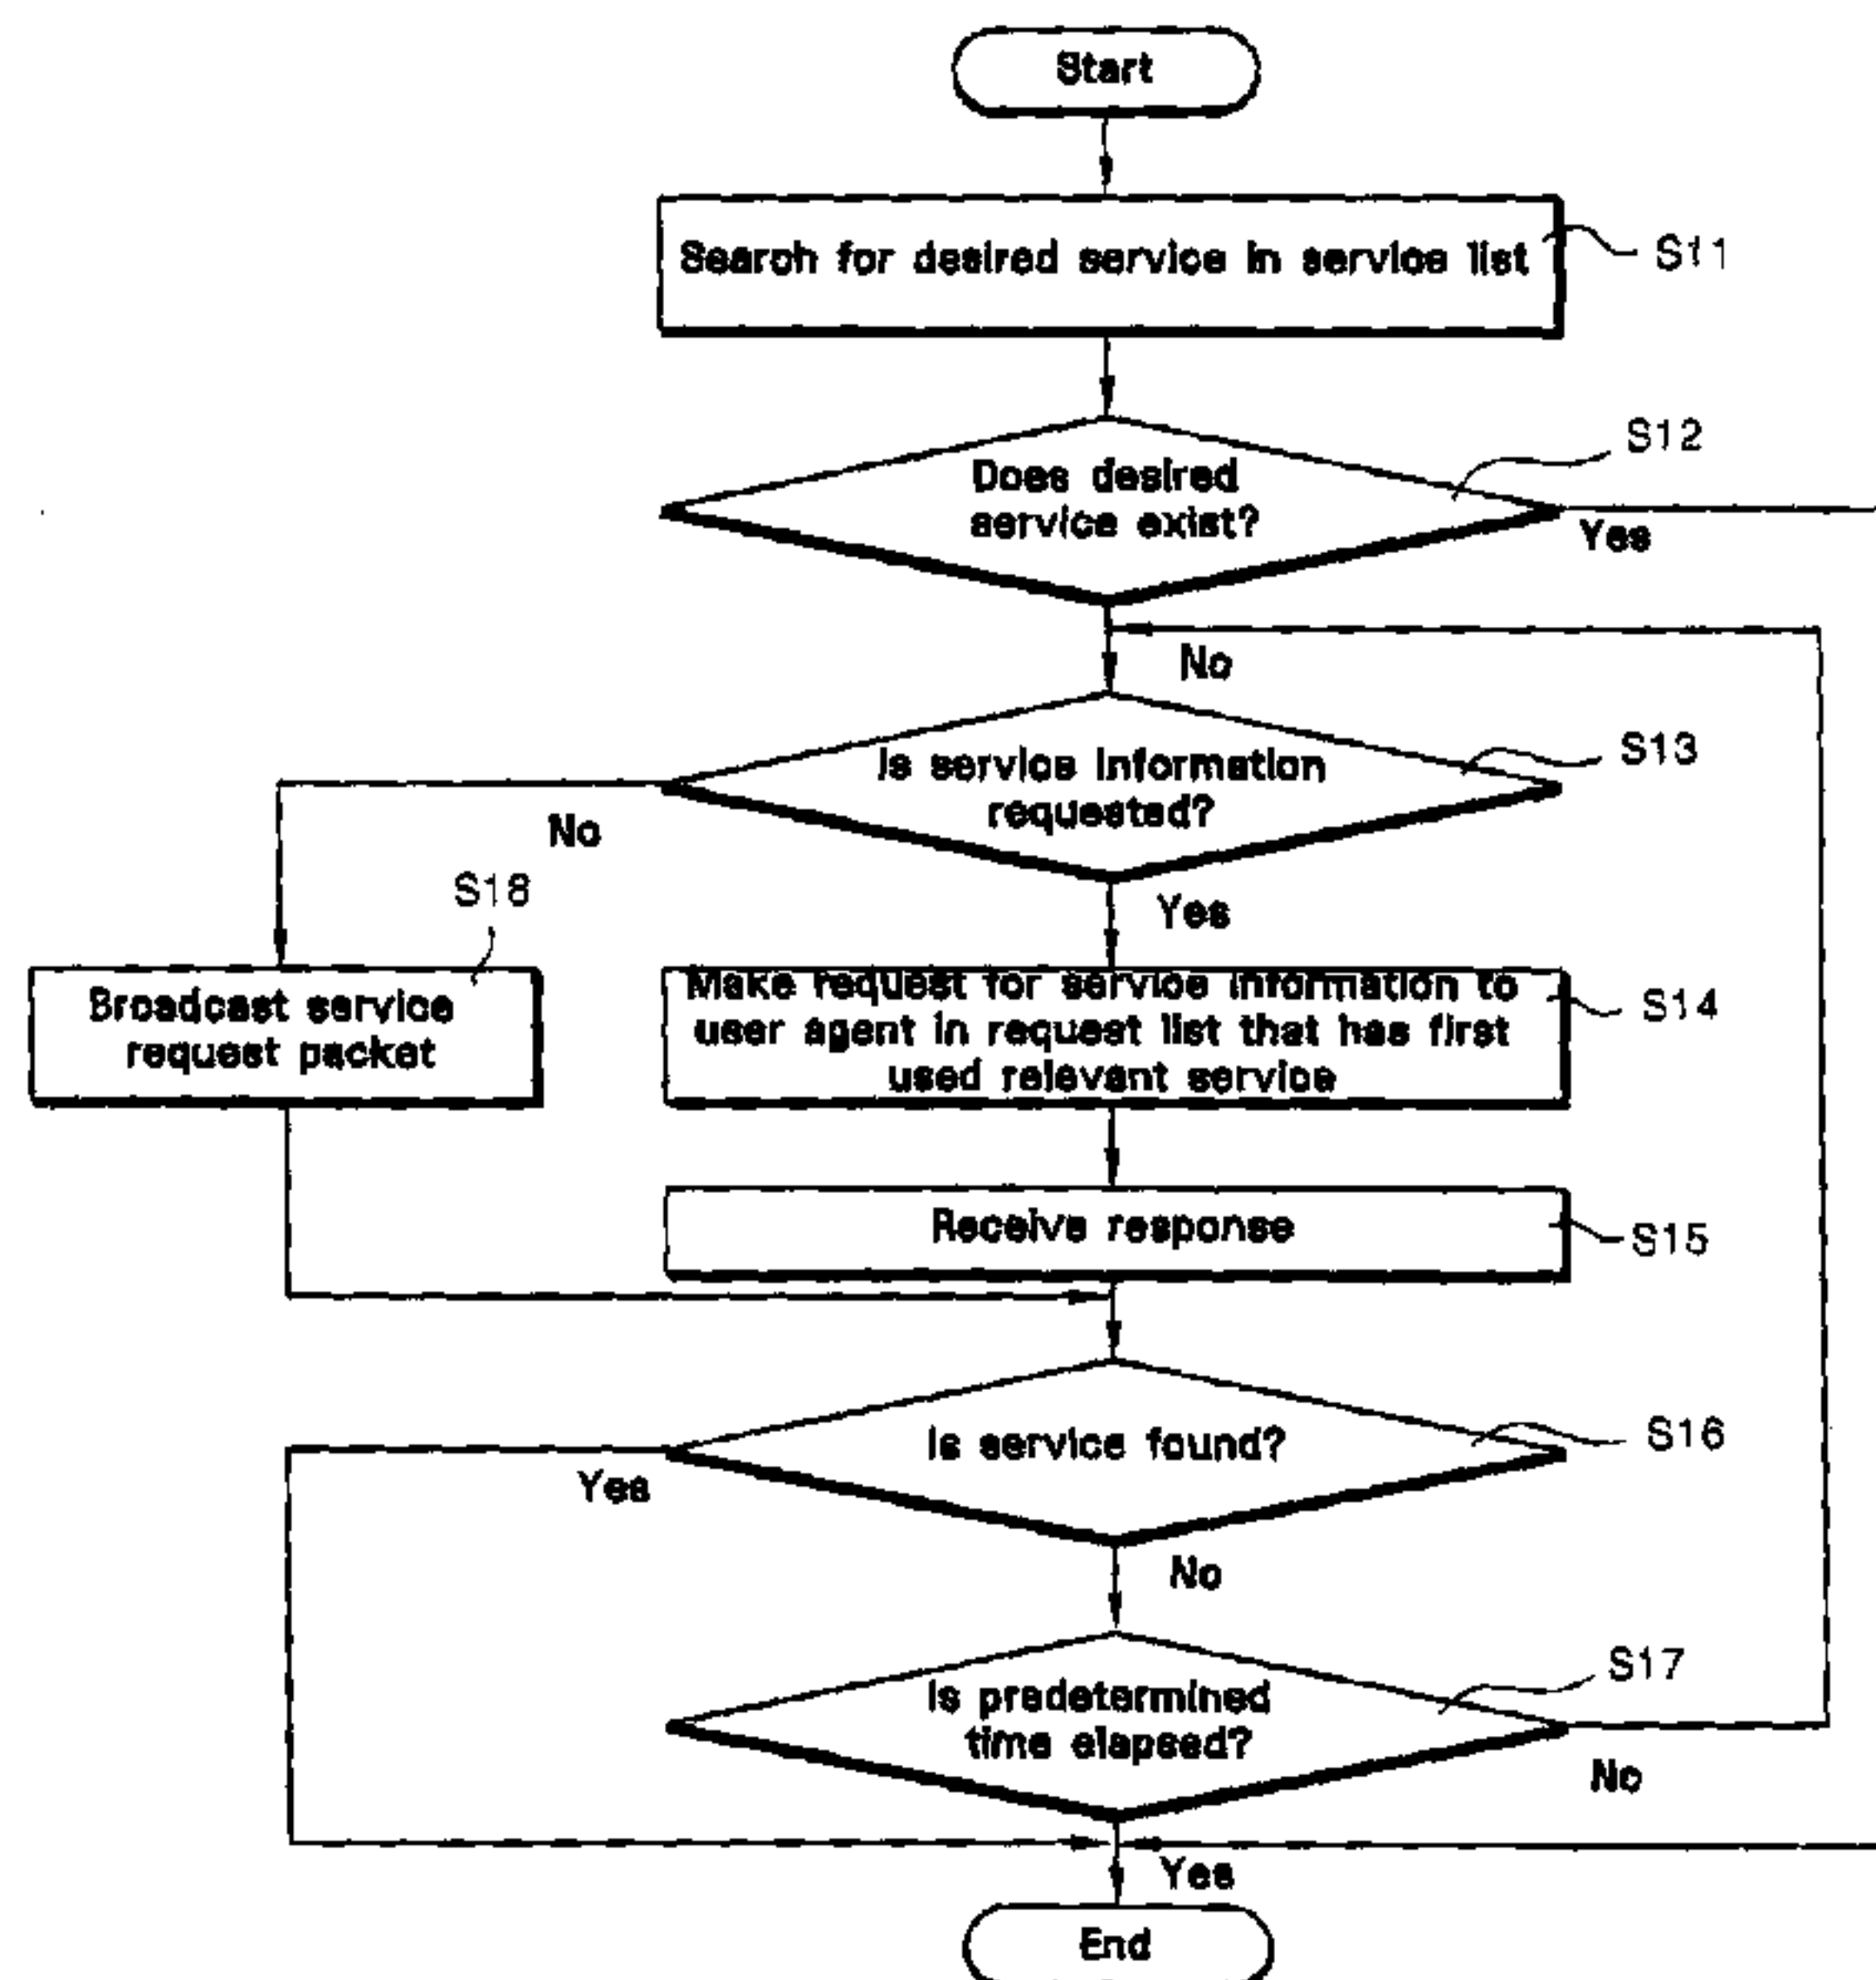 Start
Search for desired service in service list
S11
Does desired
service exist?
S12
Yes
No
Is service information
requested?
S13
No
Yes
S18
Broadcast service
request packet
Make request for service information to
user agent in request list that has first
used relevant service
S14
Receive response
S15
Is service found?
S16
Yes
No
Is predetermined
time elapsed?
S17
No
Yes
End